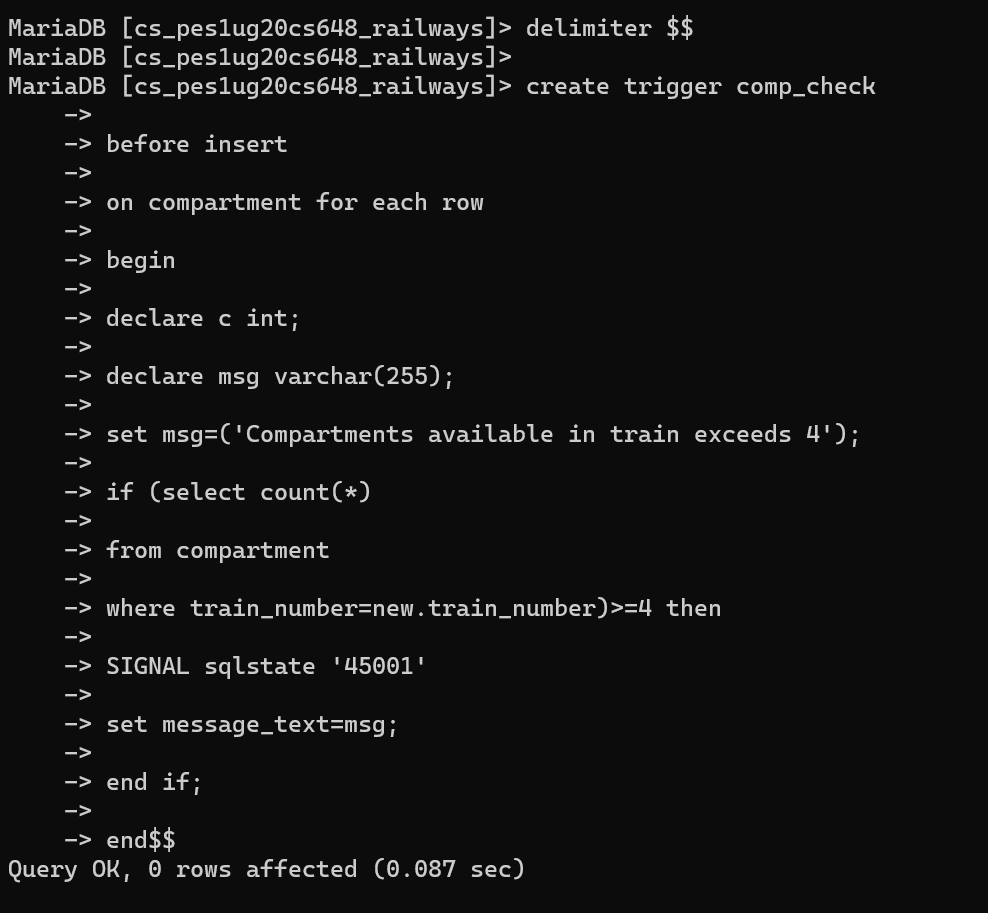 MariaDB [cs_pes1ug20cs648_railways]> delimiter $$
MariaDB [cs_pes1ug20cs648_railways]>
MariaDB [cs_pes1ug20cs648_railways]> create trigger comp_check
    ->
    -> before insert
    ->
    -> on compartment for each row
    ->
    -> begin
    ->
    -> declare c int;
    ->
    -> declare msg varchar(255);
    ->
    -> set msg=('Compartments available in train exceeds 4');
    ->
    -> if (select count(*)
    ->
    -> from compartment
    ->
    -> where train_number=new.train_number)>=4 then
    ->
    -> SIGNAL sqlstate '45001'
    ->
    -> set message_text=msg;
    ->
    -> end if;
    ->
    -> end$$
Query OK, 0 rows affected (0.087 sec)